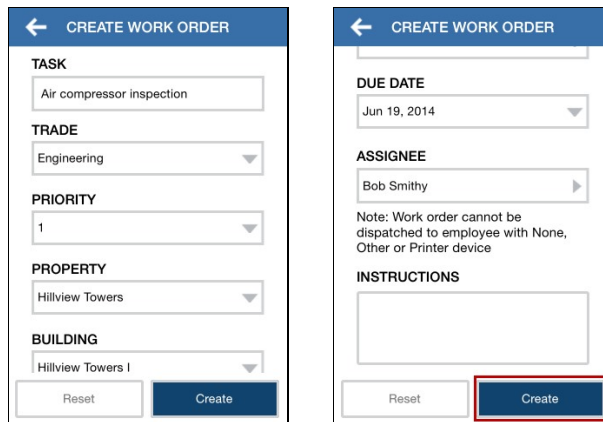 CREATE WORK ORDER
TASK
Air compressor inspection
TRADE
Engineering
PRIORITY
1
PROPERTY
Hillview Towers
BUILDING
Hillview Towers I
Reset
Create
CREATE WORK ORDER
DUE DATE
Jun 19, 2014
ASSIGNEE
Bob Smithy
Note: Work order cannot be
dispatched to employee with None,
Other or Printer device
INSTRUCTIONS
Reset
Create